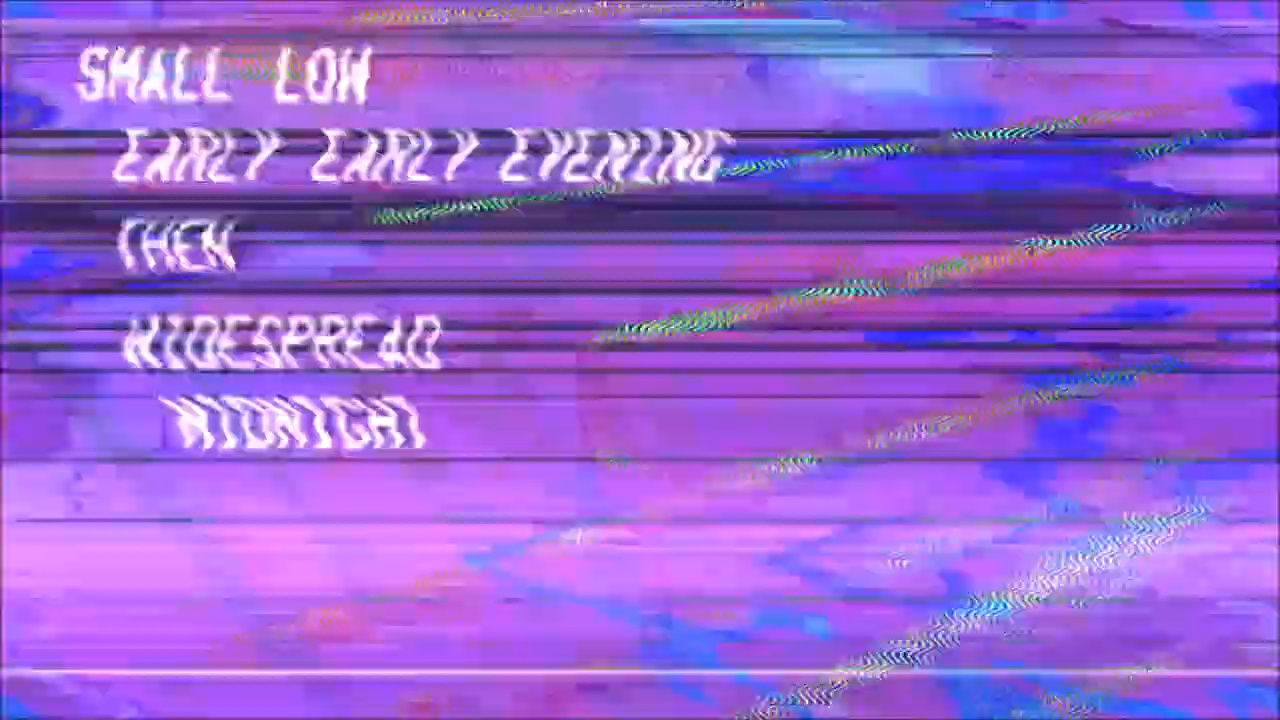 SMALL LOW
EARLY EARLY EVENING
THEN
WIDESPREAD
MIDNIGHT